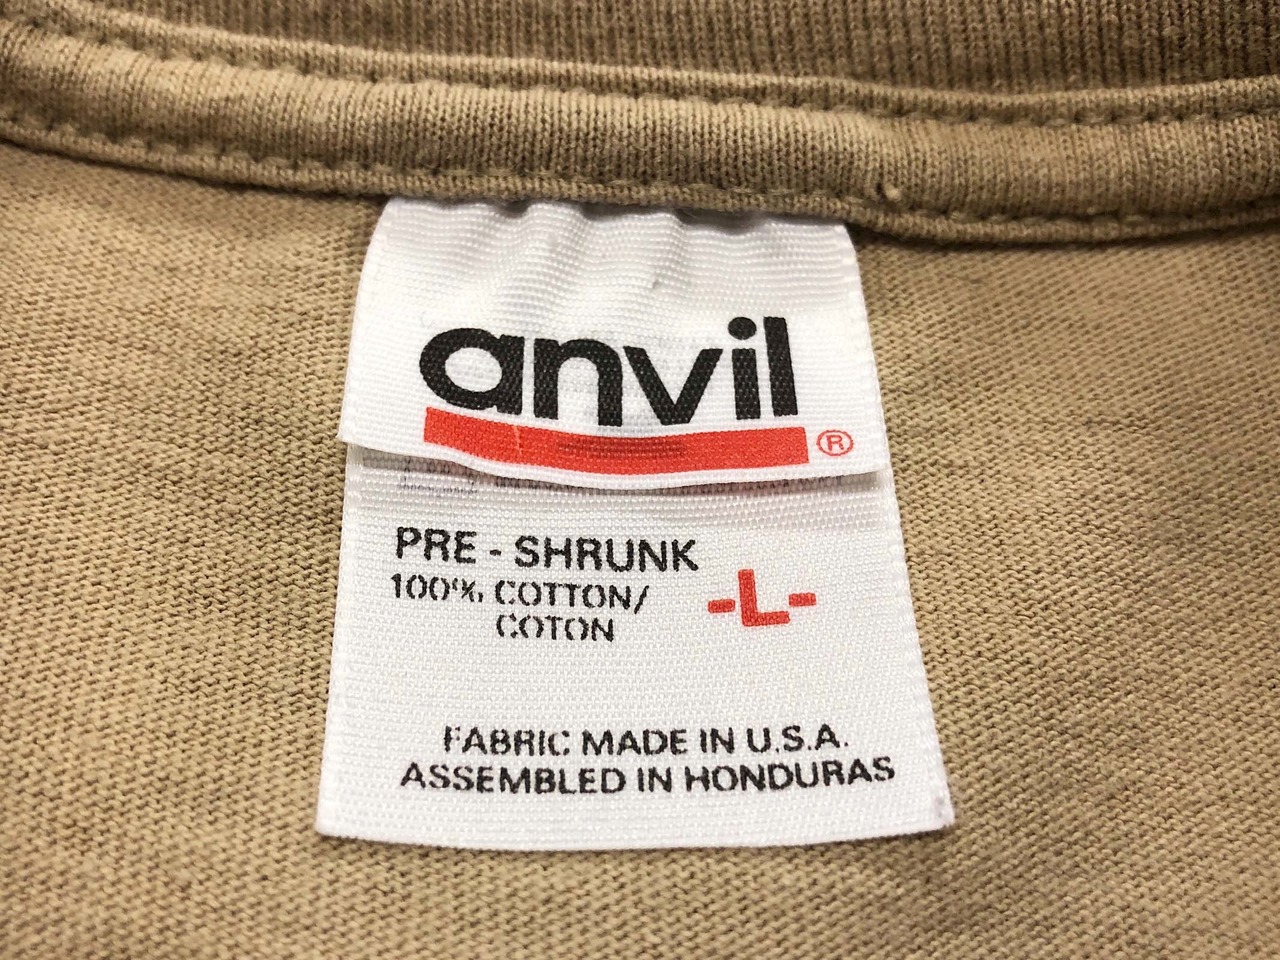 anvil®
PRE - SHRUNK
100% COTTON/
COTON
-L-
FABRIC MADE IN U.S.A.
ASSEMBLED IN HONDURAS